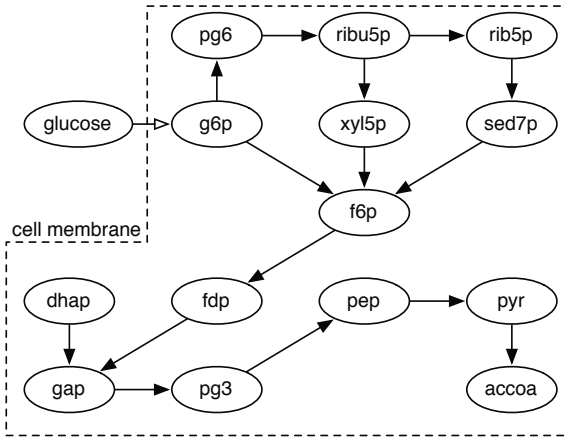 pg6 ribu5p rib5p
glucose g6p xyl5p sed7p
f6p
cell membrane
dhap fdp pep pyr
gap pg3 accoa